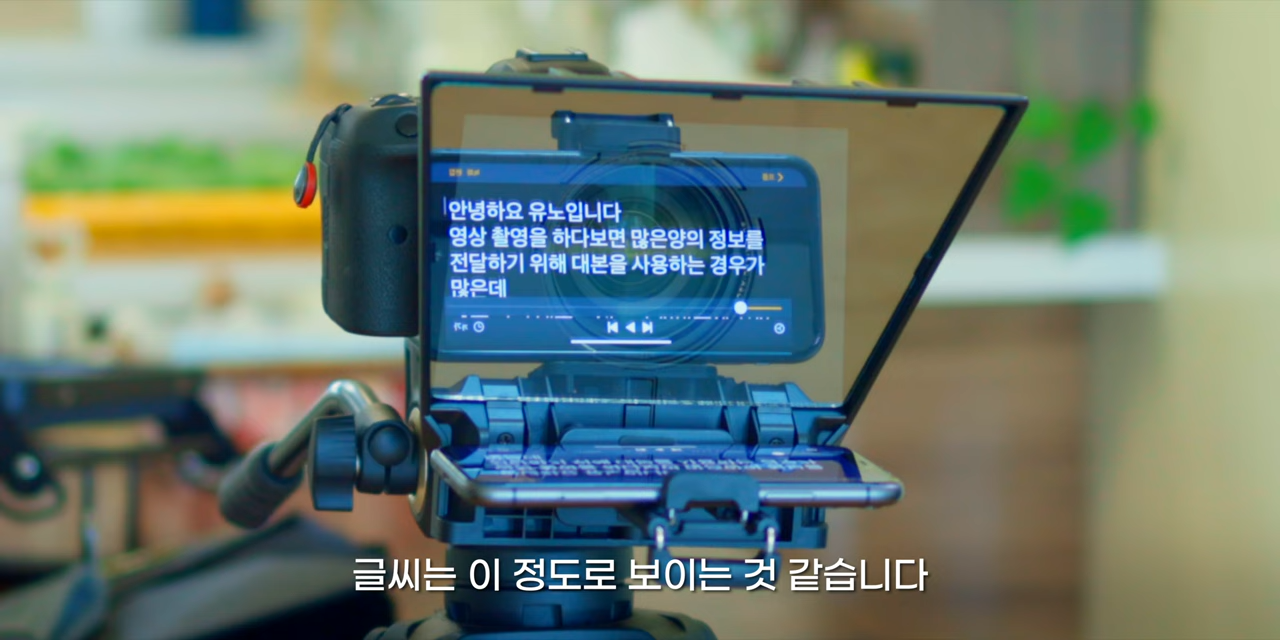 안녕하요 유노입니다
영상 촬영을 하다보면 많은양의 정보를
전달하기 위해 대본을 사용하는 경우가
많은데
글씨는 이 정도로 보이는 것 같습니다